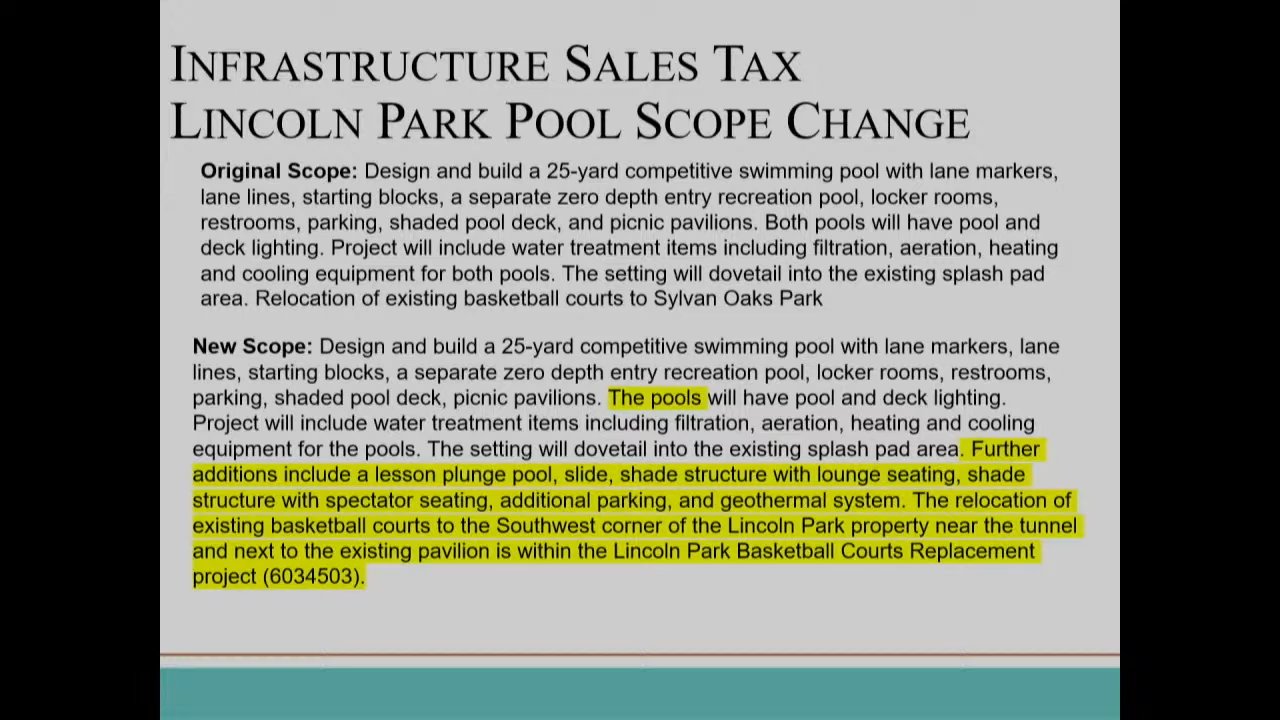 INFRASTRUCTURE SALES TAX
LINCOLN PARK POOL SCOPE CHANGE
Original Scope: Design and build a 25-yard competitive swimming pool with lane markers,
lane lines, starting blocks, a separate zero depth entry recreation pool, locker rooms,
restrooms, parking, shaded pool deck, and picnic pavilions. Both pools will have pool and
deck lighting. Project will include water treatment items including filtration, aeration, heating
and cooling equipment for both pools. The setting will dovetail into the existing splash pad
area. Relocation of existing basketball courts to Sylvan Oaks Park
New Scope: Design and build a 25-yard competitive swimming pool with lane markers, lane
lines, starting blocks, a separate zero depth entry recreation pool, locker rooms, restrooms,
parking, shaded pool deck, picnic pavilions. The pools will have pool and deck lighting.
Project will include water treatment items including filtration, aeration, heating and cooling
equipment for the pools. The setting will dovetail into the existing splash pad area. Further
additions include a lesson plunge pool, slide, shade structure with lounge seating, shade
structure with spectator seating, additional parking, and geothermal system. The relocation of
existing basketball courts to the Southwest corner of the Lincoln Park property near the tunnel
and next to the existing pavilion is within the Lincoln Park Basketball Courts Replacement
project (6034503).